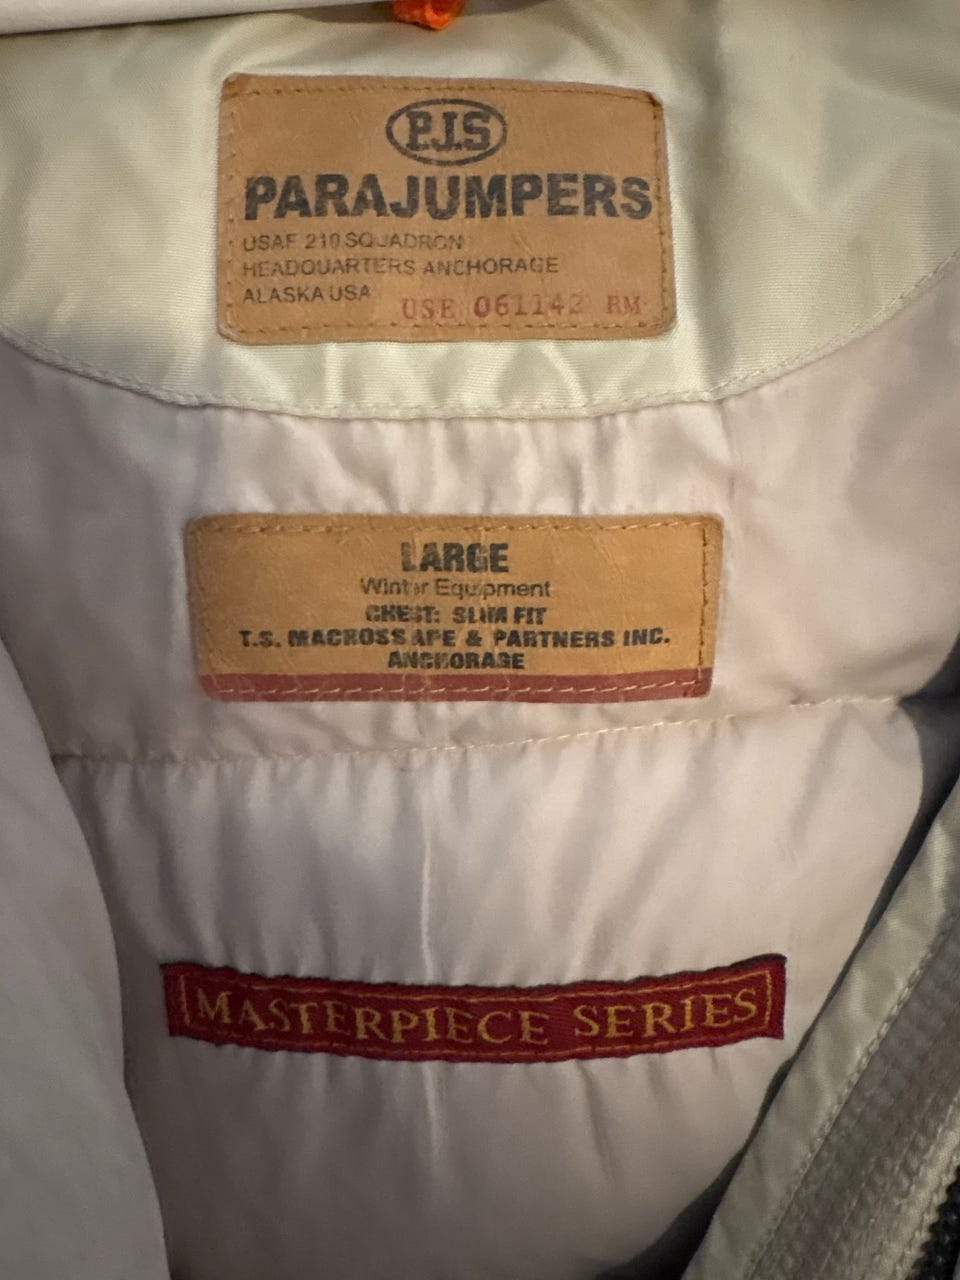 P.J.S
PARAJUMPERS
USAF 210 SQUADRON
HEADQUARTERS ANCHORAGE
ALASKA USA
USE 061142 RM
LARGE
Winter Equipment
CHEST: SLIM FIT
T.S. MACROSS APE & PARTNERS INC.
ANCHORAGE
MASTERPIECE SERIES